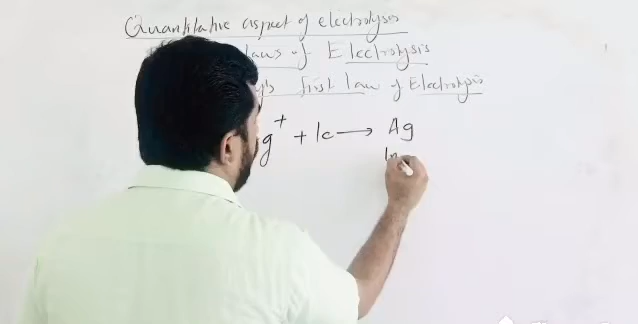 Quantitative aspect of electrolysis
laws of Electrolysis
first law of Electrolysis
g⁺ + 1e → Ag